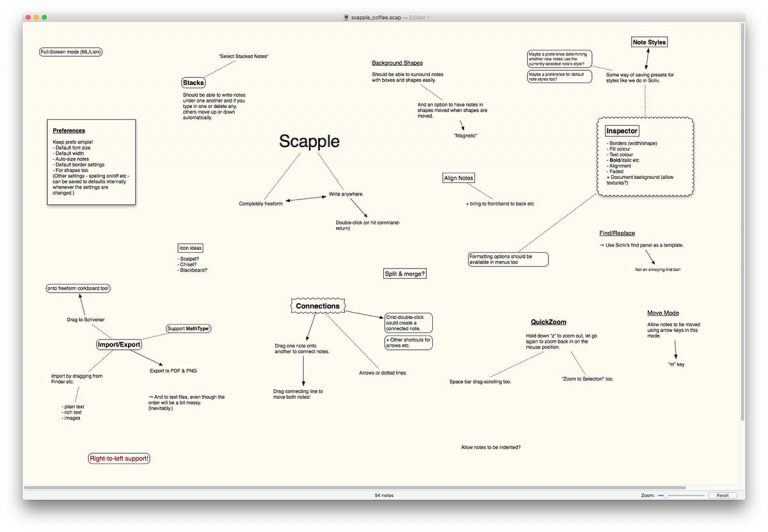 scapple_coffee.scap — Edited
Full-Screen mode (ML/Lion)
"Select Stacked Notes"
Stacks
Should be able to write notes
under one another and if you
type in one or delete any,
others move up or down
automatically.
Background Shapes
Should be able to surround notes
with boxes and shapes easily.
And an option to have notes in
shapes moved when shapes are
moved.
"Magnetic"
Note Styles
Maybe a preference determining
whether new notes use the
currently-selected note's style?
Maybe a preference for default
note styles too?
Some way of saving presets for
styles like we do in Scriv.
Preferences
Keep prefs simple!
- Default font size
- Default width
- Auto-size notes
- Default border settings
- For shapes too
(Other settings - spelling on/off etc -
can be saved to defaults internally
whenever the settings are
changed.)
Inspector
- Borders (width/shape)
- Fill colour
- Text colour
- Bold/italic etc
- Alignment
- Faded
+ Document background (allow
textures?)
Scapple
Completely freeform
Write anywhere.
Double-click (or hit command-
return)
Align Notes
+ bring to front/send to back etc
Formatting options should be
available in menus too
Find/Replace
Use Scriv's find panel as a template.
Not an annoying find bar!
Icon ideas
- Scalpel?
- Chisel?
- Blackboard?
Split & merge?
onto freeform corkboard too!
Drag to Scrivener
Support MathType!
Import/Export
Import by dragging from
Finder etc.
- plain text
- rich text
- images
Export to PDF & PNG
And to text files, even though the
order will be a bit messy.
(Inevitably.)
Right-to-left support!!
Connections
Cmd-double-click
could create a
connected note.
+ Other shortcuts for
arrows etc.
Drag one note onto
another to connect notes.
Drag connecting line to
move both notes!
Arrows or dotted lines
QuickZoom
Hold down "z" to zoom out, let go
again to zoom back in on the
mouse position.
Space bar drag-scrolling too.
"Zoom to Selection" too.
Move Mode
Allow notes to be moved
using arrow keys in this
mode.
"m" key
Allow notes to be indented?
54 notes
Zoom:
Reset